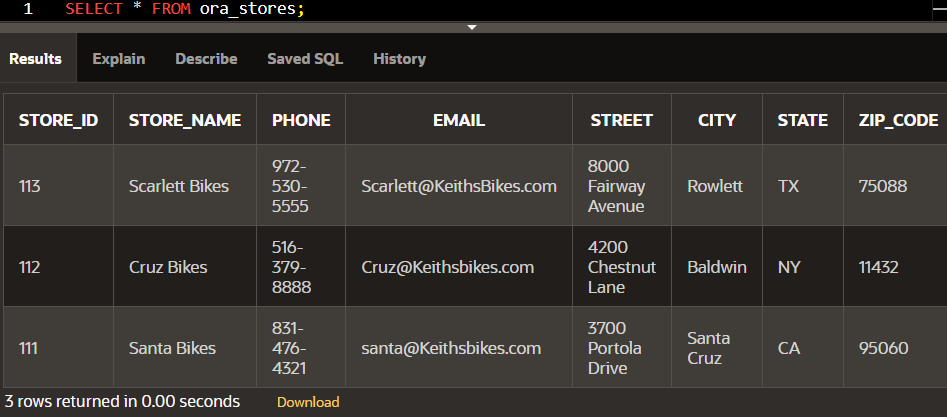 1 SELECT * FROM ora_stores;
Results Explain Describe Saved SQL History
STORE_ID STORE_NAME PHONE EMAIL STREET CITY STATE ZIP_CODE
113 Scarlett Bikes 972-530-5555 Scarlett@KeithsBikes.com 8000 Fairway Avenue Rowlett TX 75088
112 Cruz Bikes 516-379-8888 Cruz@Keithsbikes.com 4200 Chestnut Lane Baldwin NY 11432
111 Santa Bikes 831-476-4321 santa@Keithsbikes.com 3700 Portola Drive Santa Cruz CA 95060
3 rows returned in 0.00 seconds Download